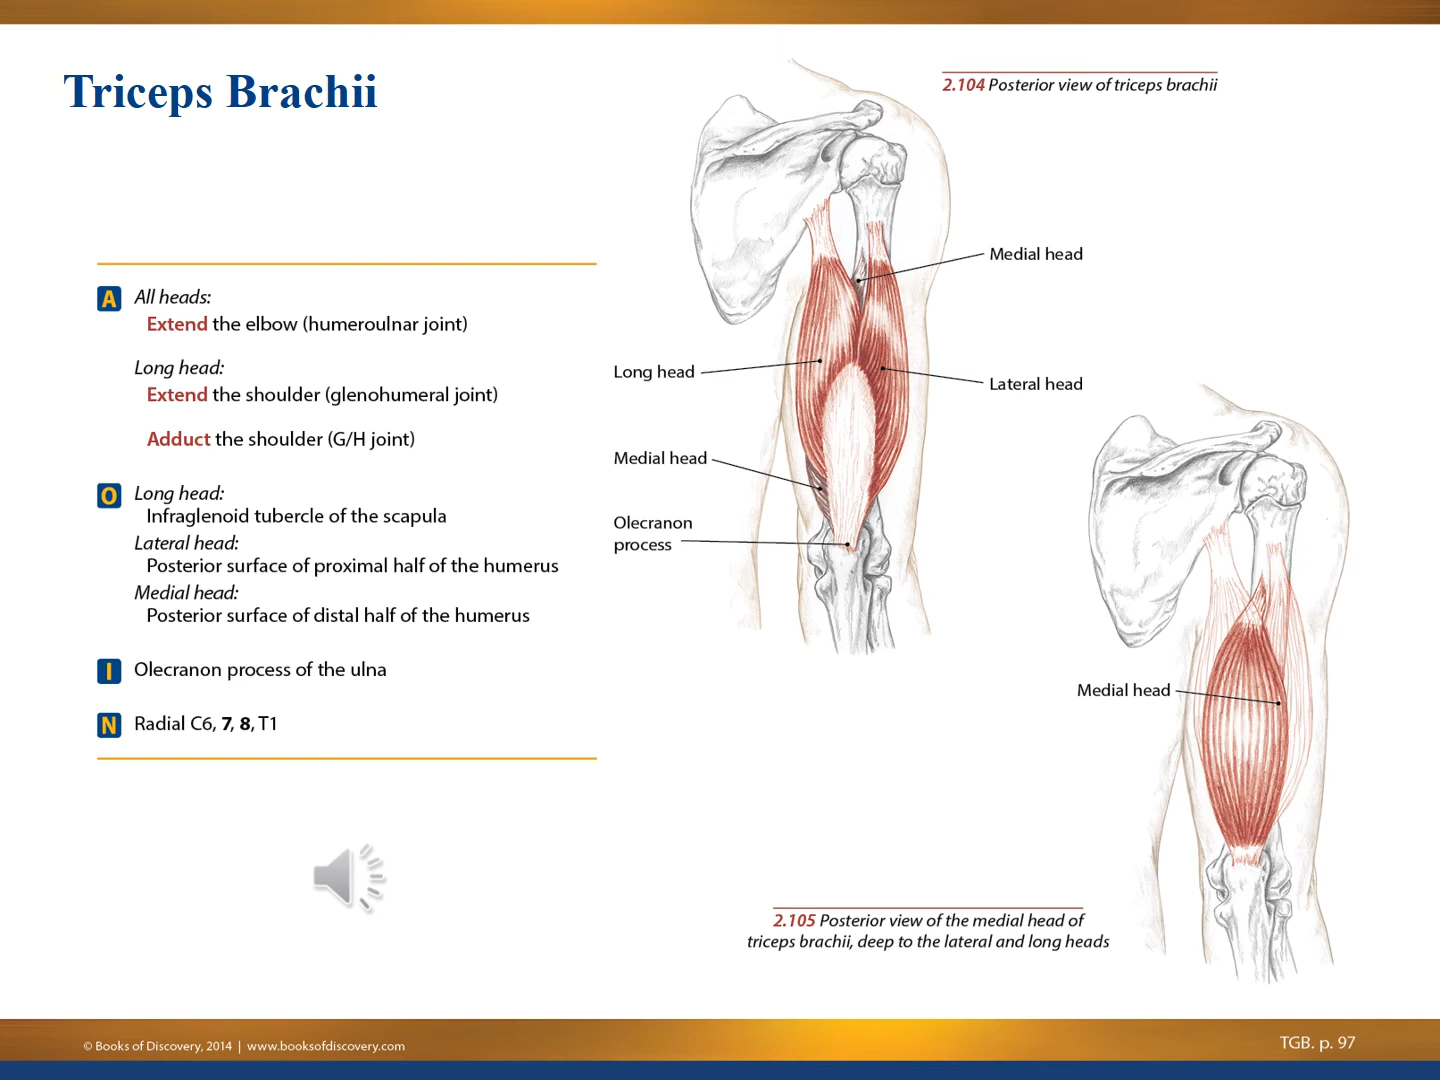 Triceps Brachii
2.104 Posterior view of triceps brachii
A All heads:
Extend the elbow (humeroulnar joint)
Long head:
Extend the shoulder (glenohumeral joint)
Adduct the shoulder (G/H joint)
O Long head:
Infraglenoid tubercle of the scapula
Lateral head:
Posterior surface of proximal half of the humerus
Medial head:
Posterior surface of distal half of the humerus
I Olecranon process of the ulna
N Radial C6, 7, 8, T1
Medial head
Long head
Lateral head
Medial head
Olecranon
process
Medial head
2.105 Posterior view of the medial head of
triceps brachii, deep to the lateral and long heads
© Books of Discovery, 2014 | www.booksofdiscovery.com
TGB. p. 97